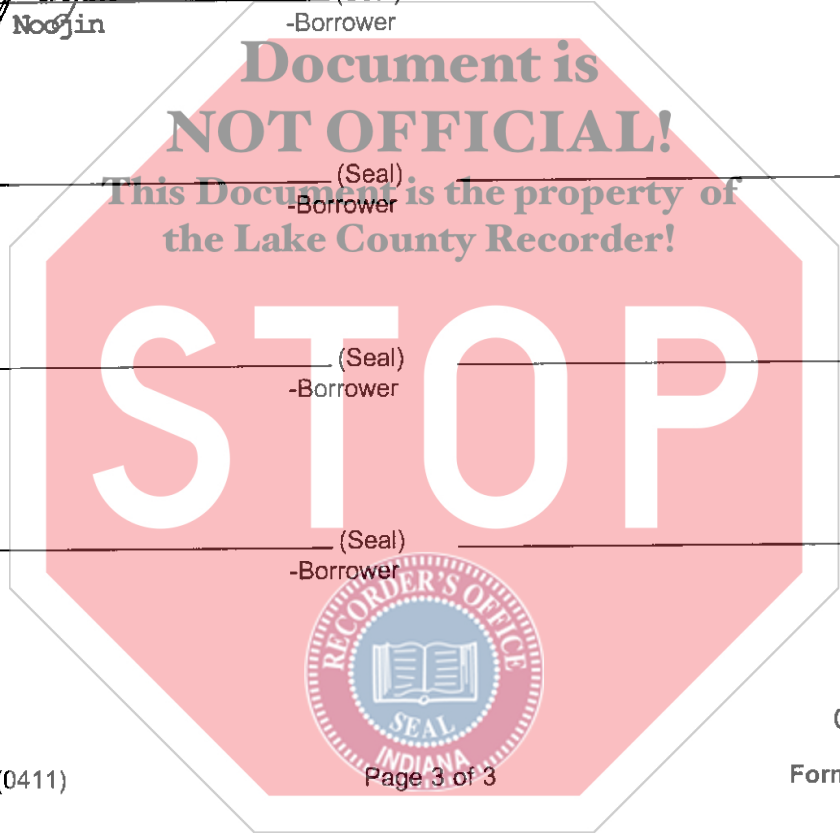 Noojin
-Borrower
Document is
NOT OFFICIAL!
(Seal)
This Document is the property of
-Borrower
the Lake County Recorder!
STOP
(Seal)
-Borrower
(Seal)
-Borrower
RECORDER'S OFFICE
SEAL
INDIANA
(0411)
Page 3 of 3